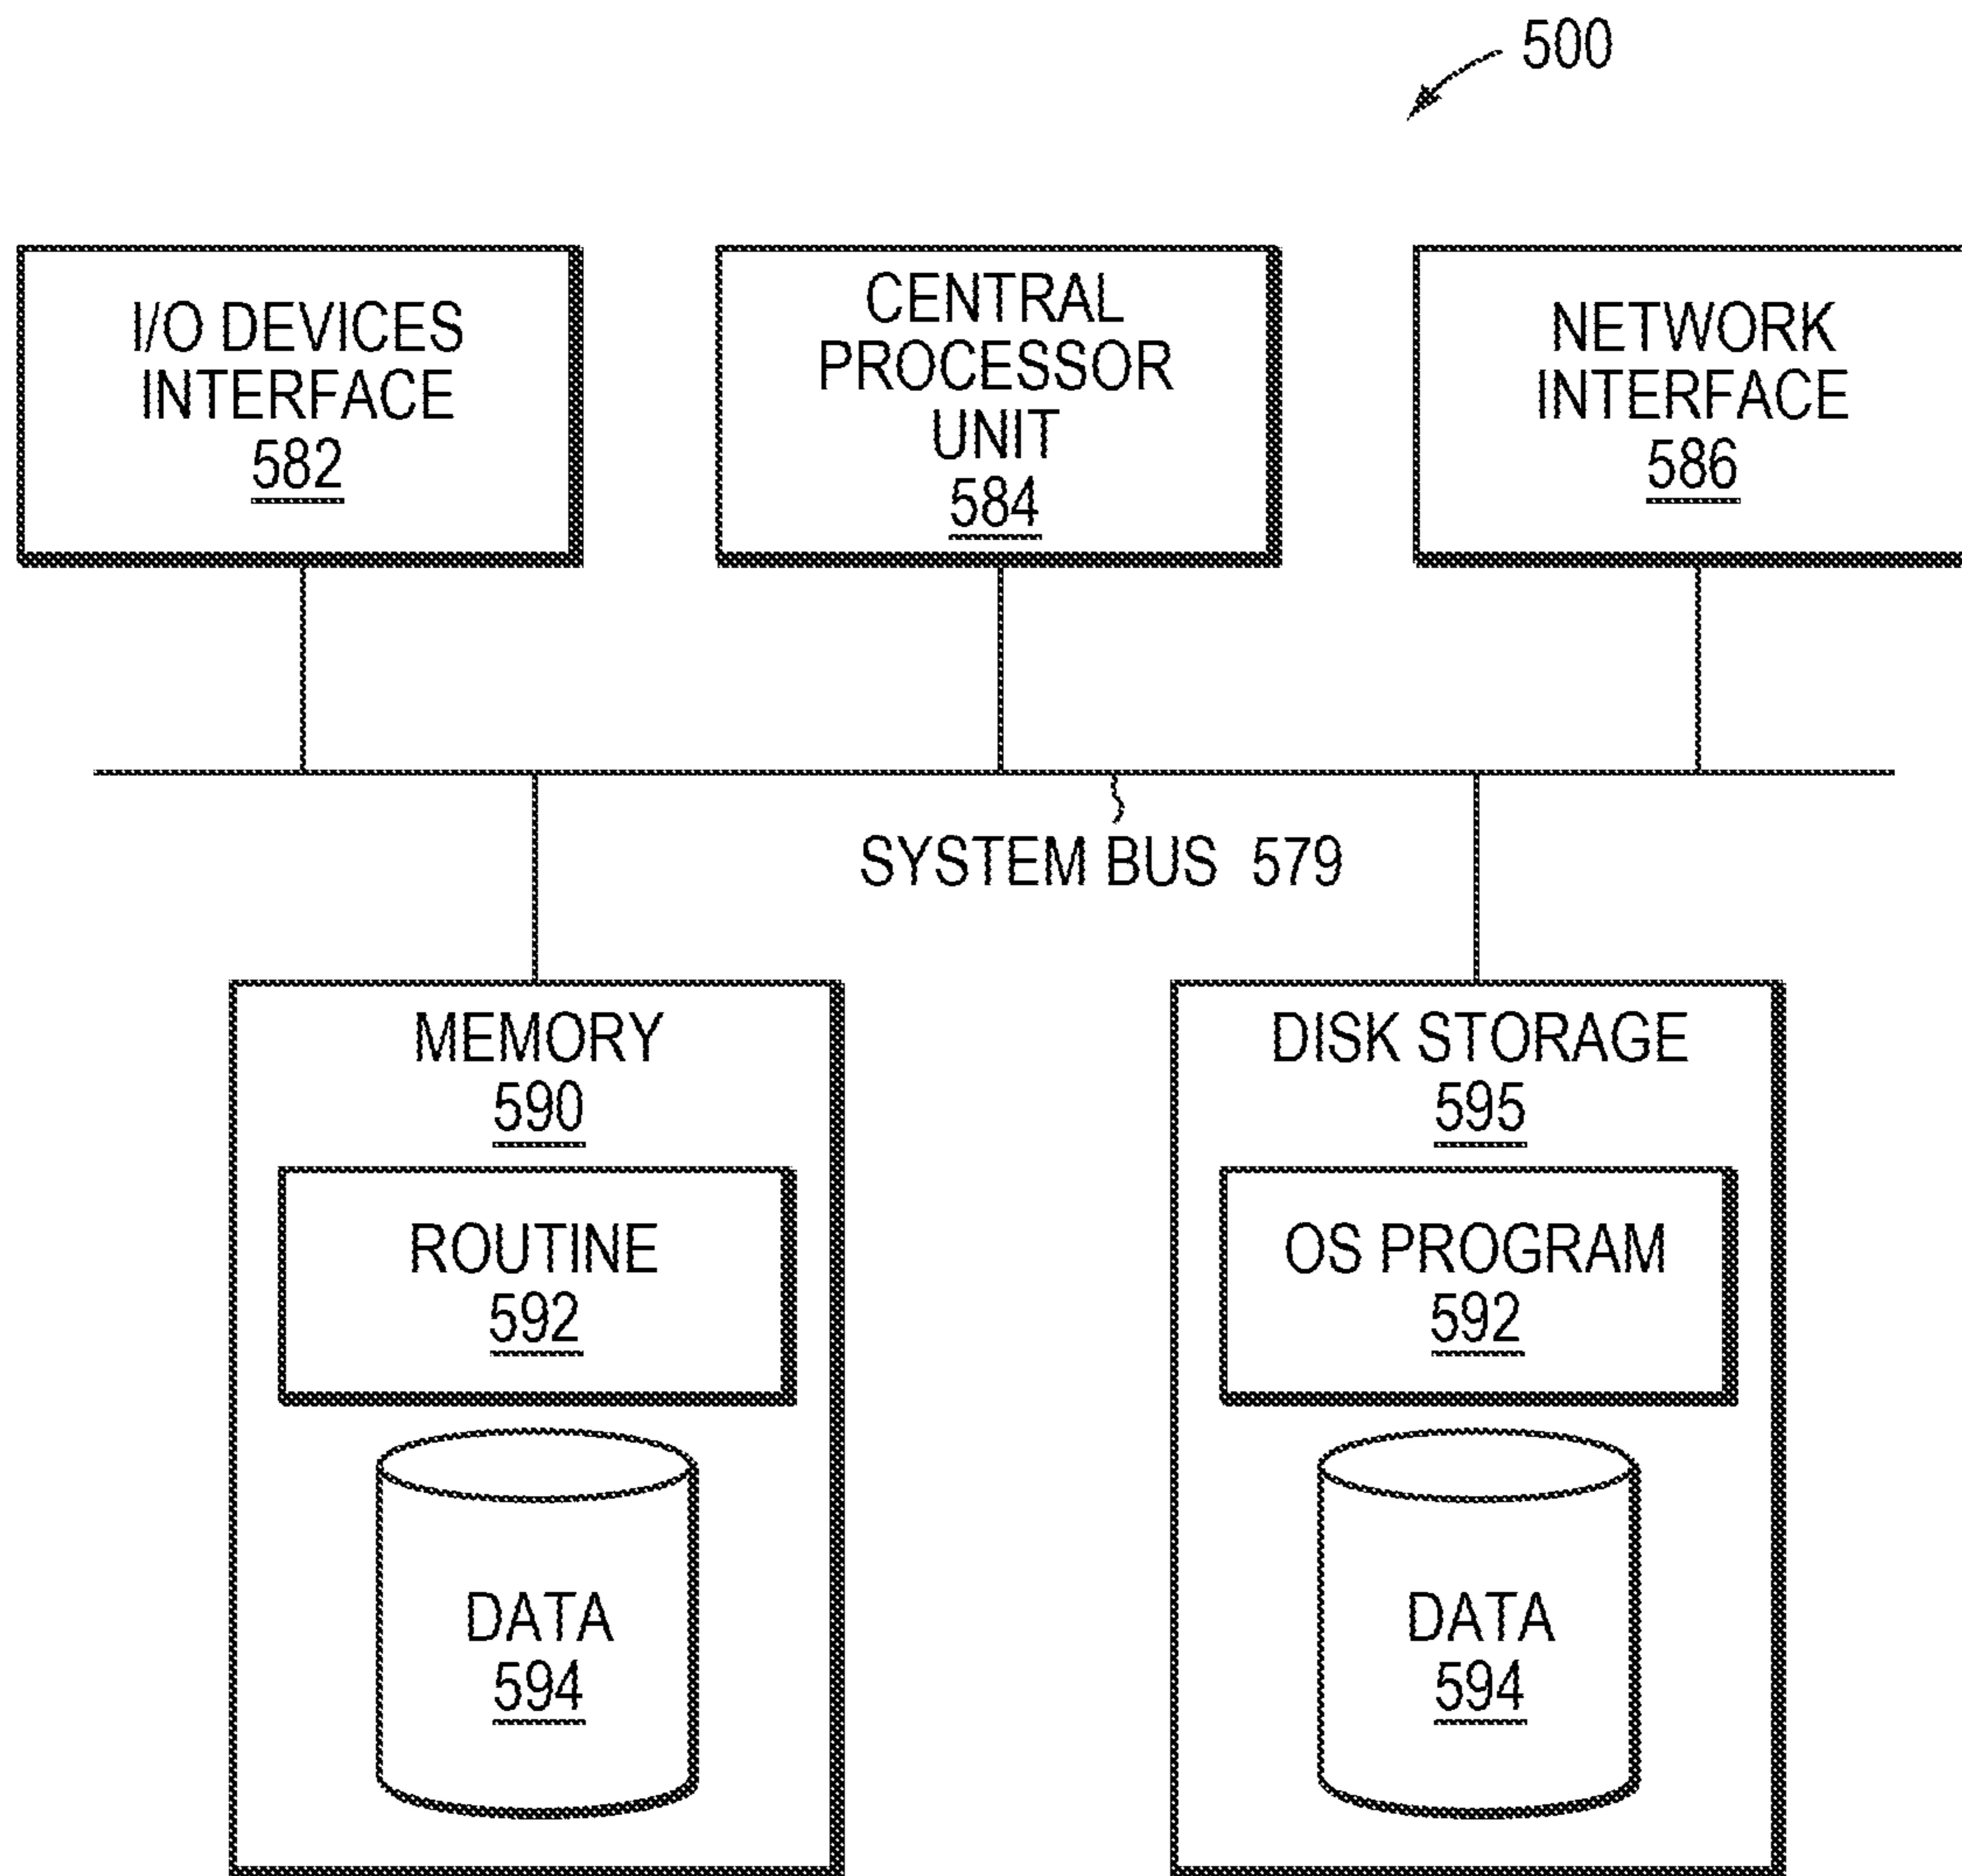 500
I/O DEVICES
INTERFACE
582
CENTRAL
PROCESSOR
UNIT
584
NETWORK
INTERFACE
586
SYSTEM BUS 579
MEMORY
590
ROUTINE
592
DATA
594
DISK STORAGE
595
OS PROGRAM
592
DATA
594